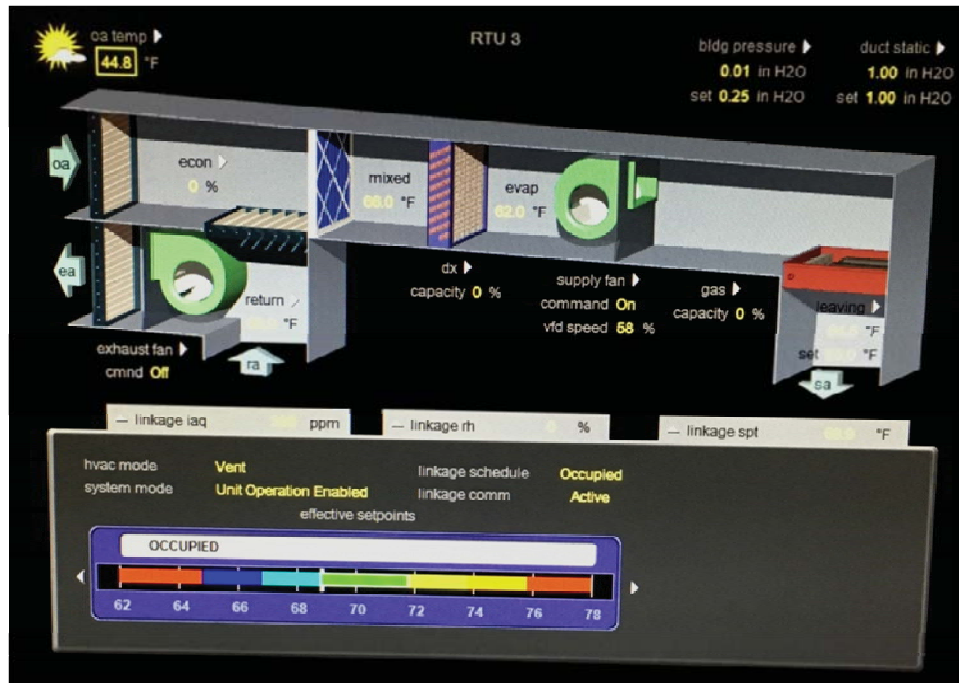 oa temp
44.8 °F
RTU 3
bldg pressure
0.01 in H2O
set 0.25 in H2O
duct static
1.00 in H2O
set 1.00 in H2O
oa
econ
0 %
mixed
°F
evap
62.0 °F
ea
return
°F
dx
capacity 0 %
supply fan
command On
vfd speed 58 %
gas
capacity 0 %
leaving
°F
set °F
exhaust fan
cmnd Off
ra
sa
— linkage iaq ppm
— linkage rh 0 %
— linkage spt °F
hvac mode Vent
system mode Unit Operation Enabled
linkage schedule Occupied
linkage comm Active
effective setpoints
OCCUPIED
62 64 66 68 70 72 74 76 78